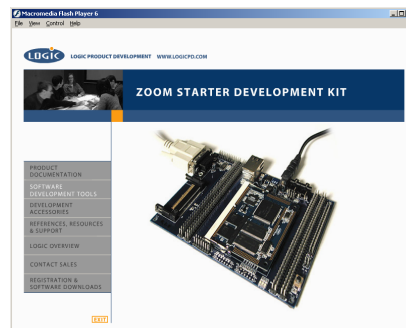 Macromedia Flash Player 6
File View Control Help
LOGIC
LOGIC PRODUCT DEVELOPMENT WWW.LOGICPD.COM
ZOOM STARTER DEVELOPMENT KIT
PRODUCT
DOCUMENTATION
SOFTWARE
DEVELOPMENT TOOLS
DEVELOPMENT
ACCESSORIES
REFERENCES, RESOURCES
& SUPPORT
LOGIC OVERVIEW
CONTACT SALES
REGISTRATION &
SOFTWARE DOWNLOADS
EXIT